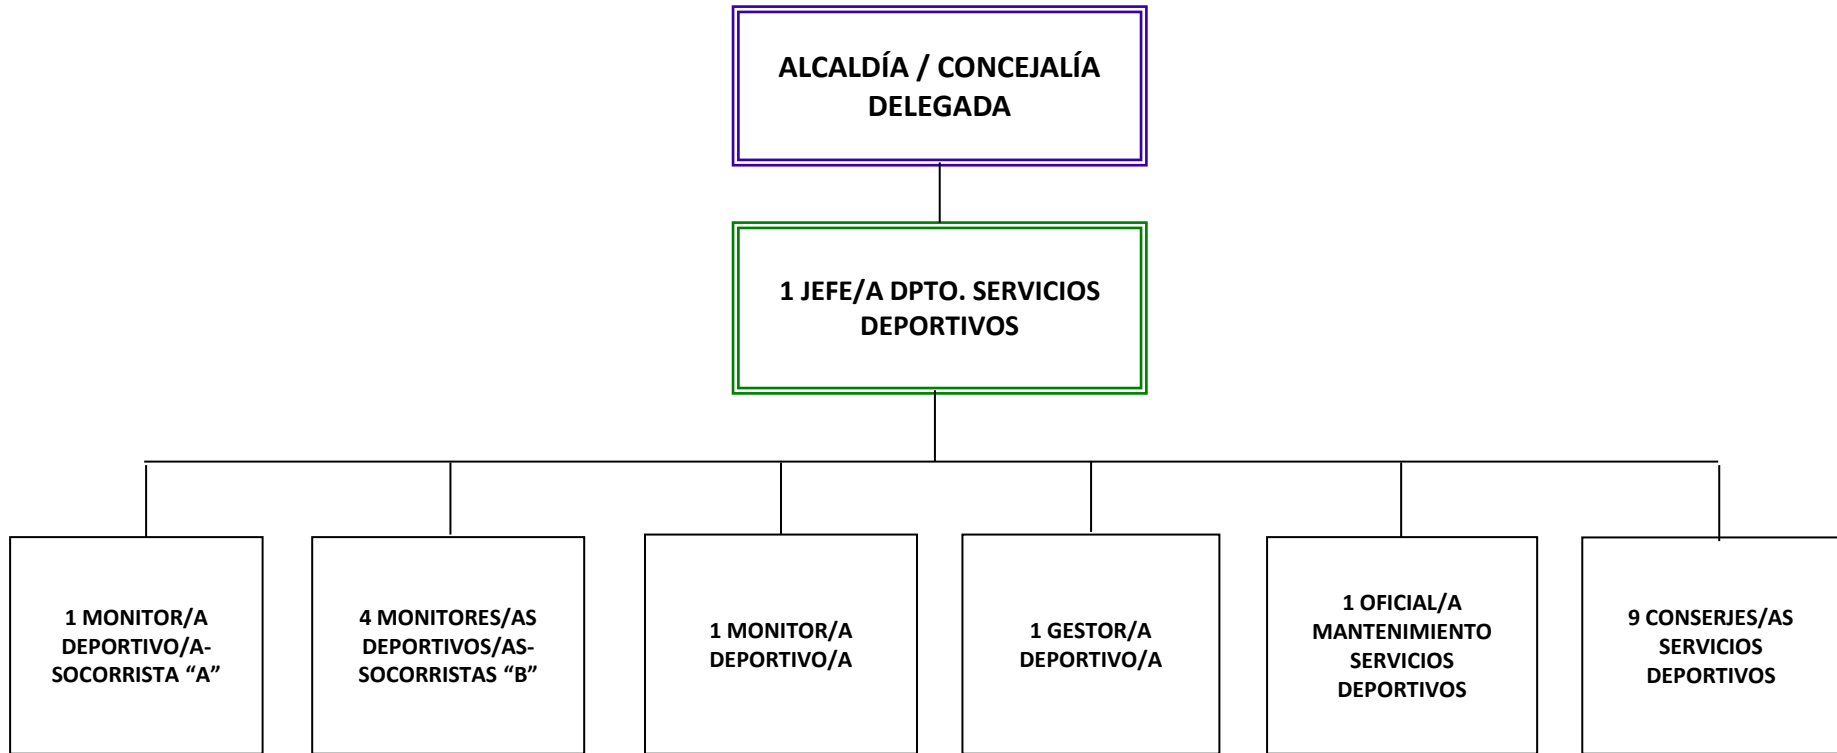 ALCALDÍA / CONCEJALÍA
DELEGADA
1 JEFE/A DPTO. SERVICIOS
DEPORTIVOS
1 MONITOR/A
DEPORTIVO/A-
SOCORRISTA “A”
4 MONITORES/AS
DEPORTIVOS/AS-
SOCORRISTAS “B”
1 MONITOR/A
DEPORTIVO/A
1 GESTOR/A
DEPORTIVO/A
1 OFICIAL/A
MANTENIMIENTO
SERVICIOS
DEPORTIVOS
9 CONSERJES/AS
SERVICIOS
DEPORTIVOS